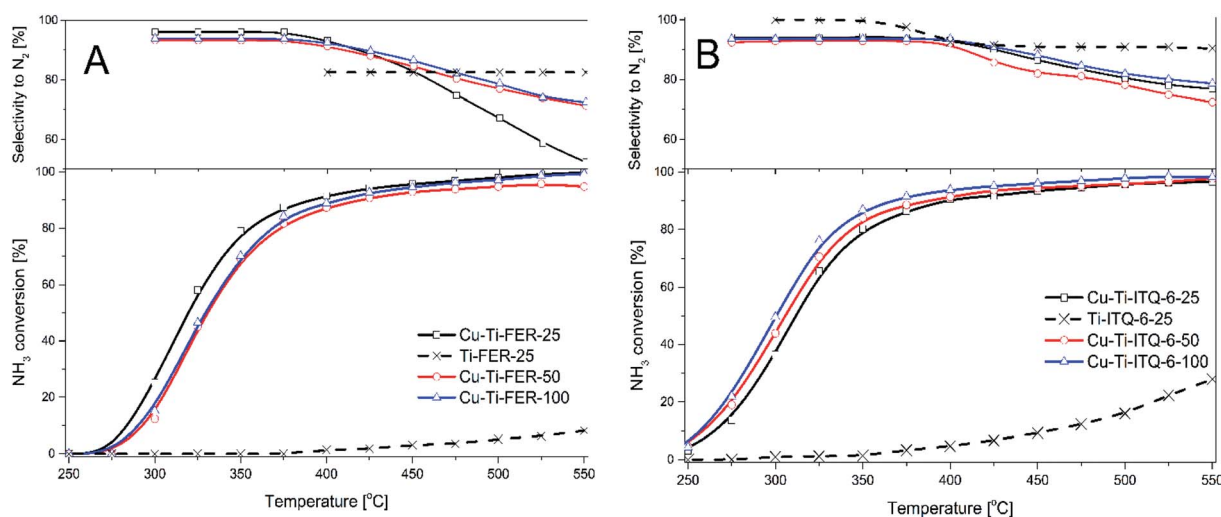 A
Selectivity to N₂ [%]
100
80
60
NH₃ conversion [%]
100
80
60
40
20
0
Cu-Ti-FER-25
Ti-FER-25
Cu-Ti-FER-50
Cu-Ti-FER-100
250 300 350 400 450 500 550
Temperature [°C]
B
Selectivity to N₂ [%]
100
80
60
NH₃ conversion [%]
100
80
60
40
20
0
Cu-Ti-ITQ-6-25
Ti-ITQ-6-25
Cu-Ti-ITQ-6-50
Cu-Ti-ITQ-6-100
250 300 350 400 450 500 550
Temperature [°C]